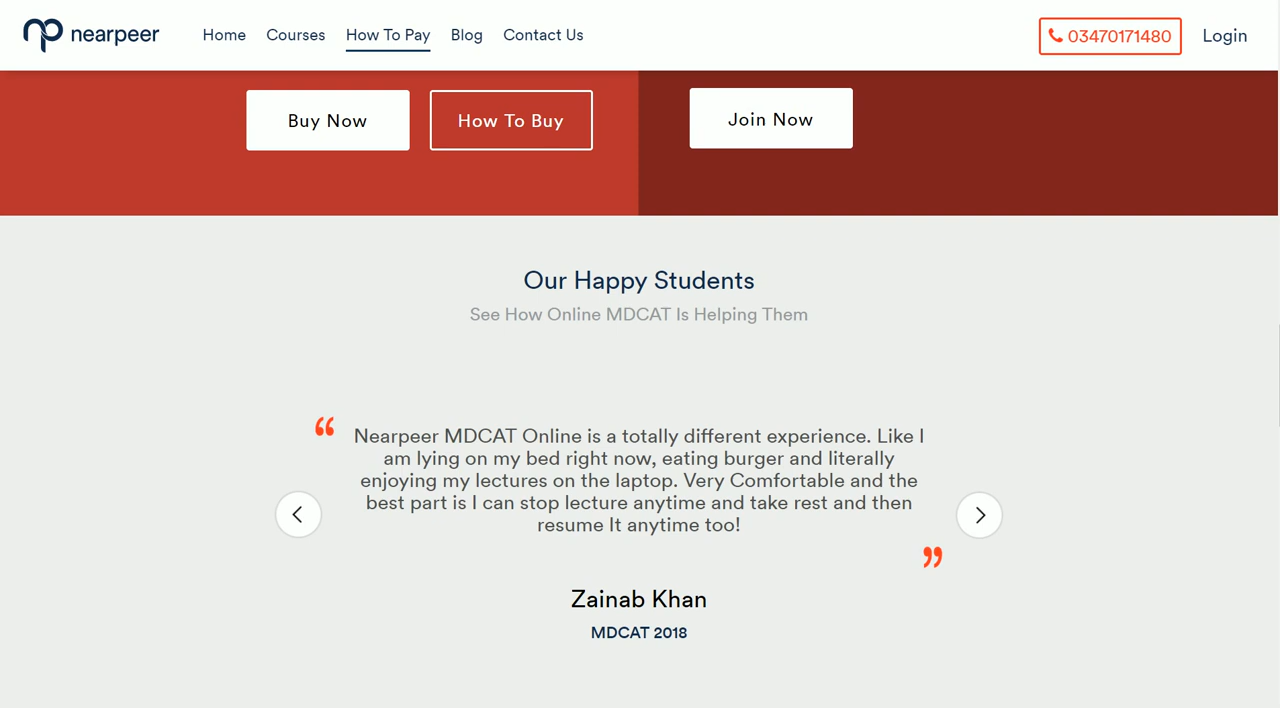 nearpeer Home Courses How To Pay Blog Contact Us 03470171480 Login
Buy Now How To Buy Join Now
Our Happy Students
See How Online MDCAT Is Helping Them
“ Nearpeer MDCAT Online is a totally different experience. Like I
am lying on my bed right now, eating burger and literally
enjoying my lectures on the laptop. Very Comfortable and the
best part is I can stop lecture anytime and take rest and then
resume It anytime too!
”
Zainab Khan
MDCAT 2018